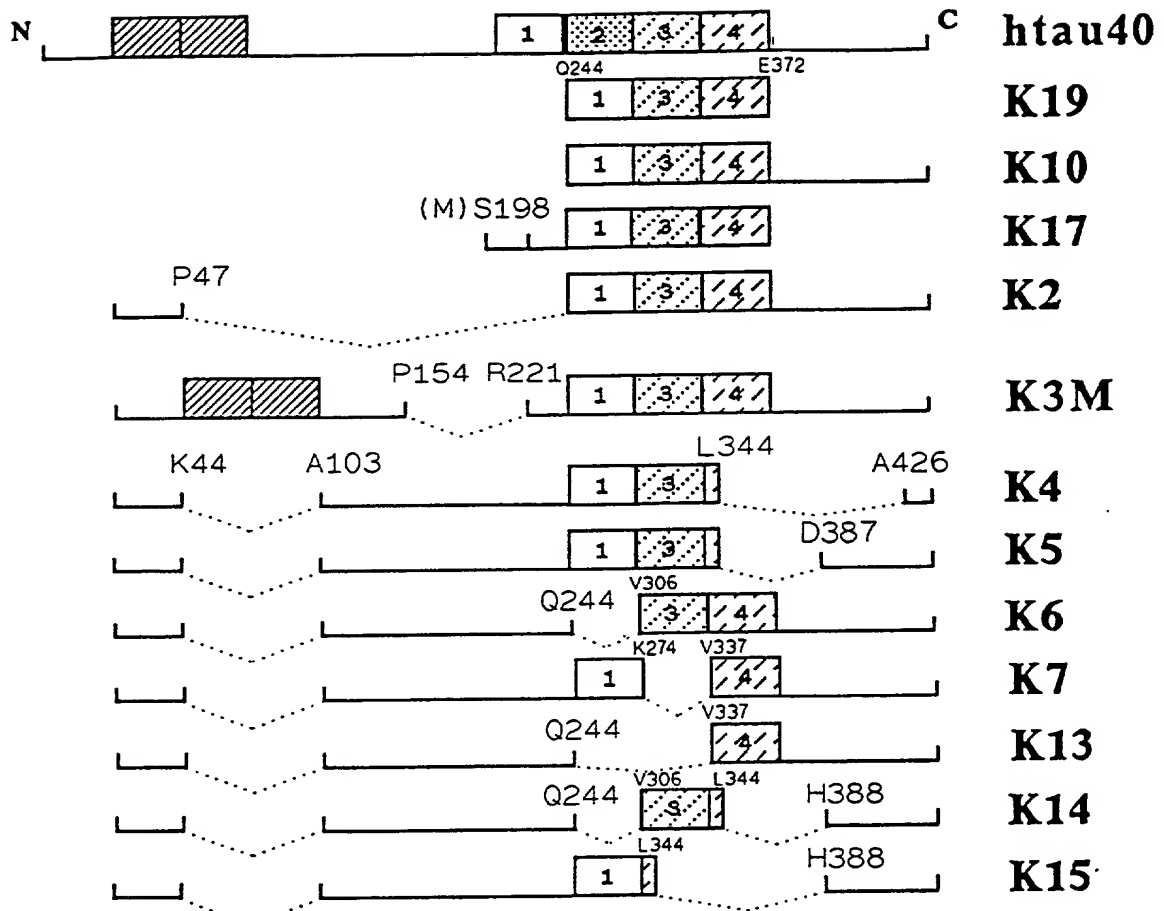 N 1 2 3 4 C htau40
Q244 E372
1 3 4 K19
1 3 4 K10
(M)S198
1 3 4 K17
P47
1 3 4 K2
P154 R221
1 3 4 K3M
K44 A103 L344 A426
1 3 K4
D387
1 3 K5
Q244 V306
3 4 K6
K274 V337
1 4 K7
Q244 V337
4 K13
Q244 V306 L344 H388
3 K14
L344 H388
1 K15